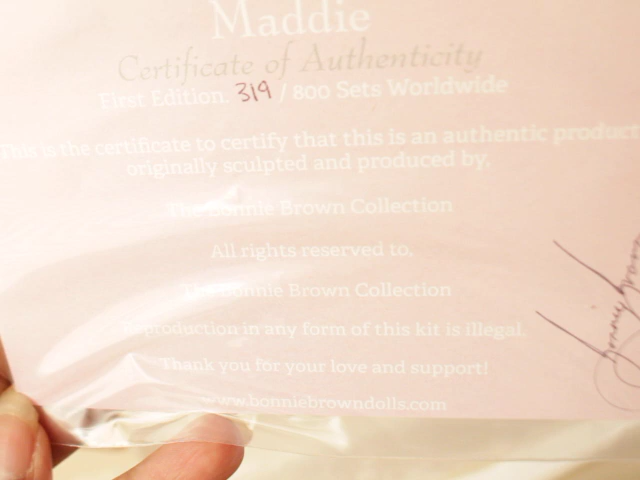 Maddie
Certificate of Authenticity
First Edition. 319 / 800 Sets Worldwide
This is the certificate to certify that this is an authentic product
originally sculpted and produced by,
The Bonnie Brown Collection
All rights reserved to,
The Bonnie Brown Collection
Reproduction in any form of this kit is illegal.
Thank you for your love and support!
www.bonniebrowndolls.com
Bonnie Brown